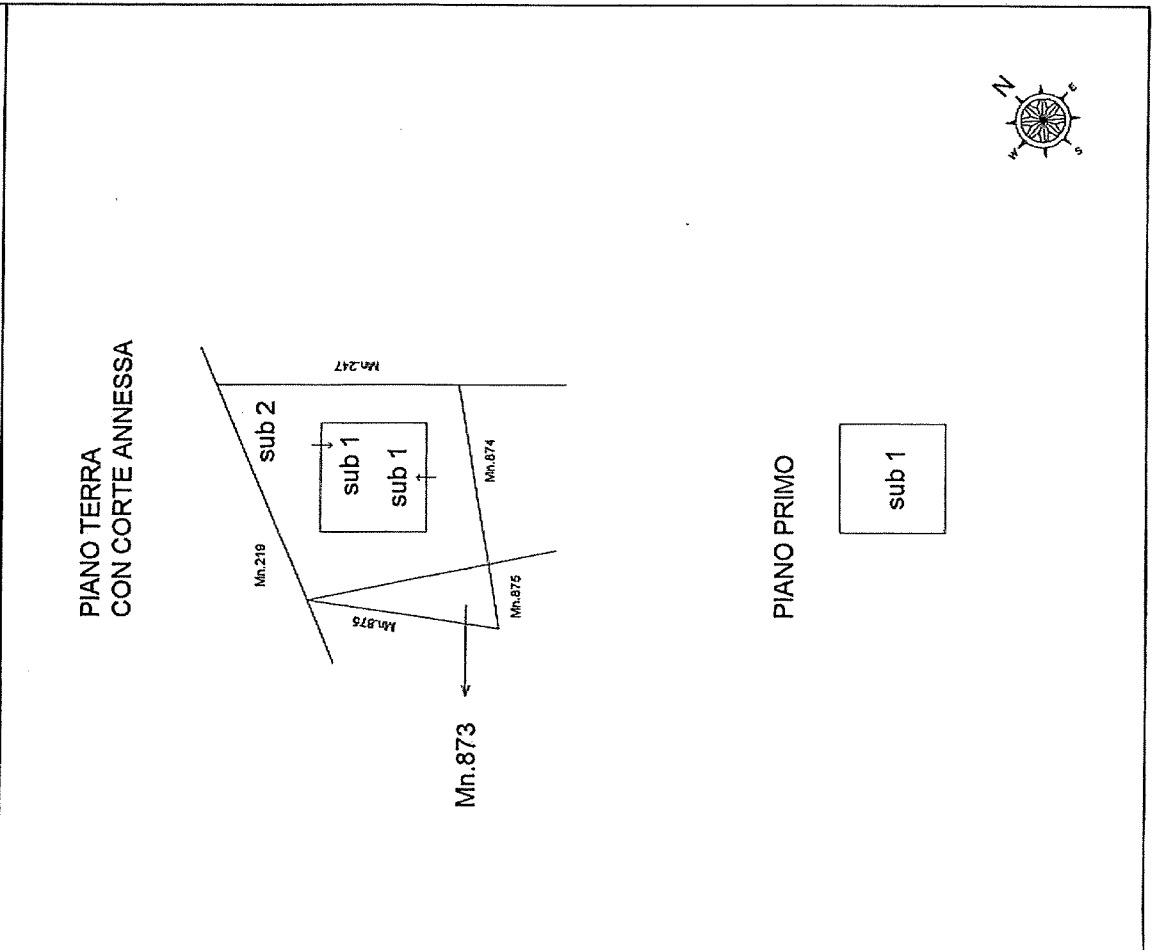 PIANO TERRA
CON CORTE ANNESSA
Mn.219
sub 2
Mn.247
sub 1
sub 1
Mn.874
Mn.875
Mn.875
Mn.873
PIANO PRIMO
sub 1
N
E
S
W